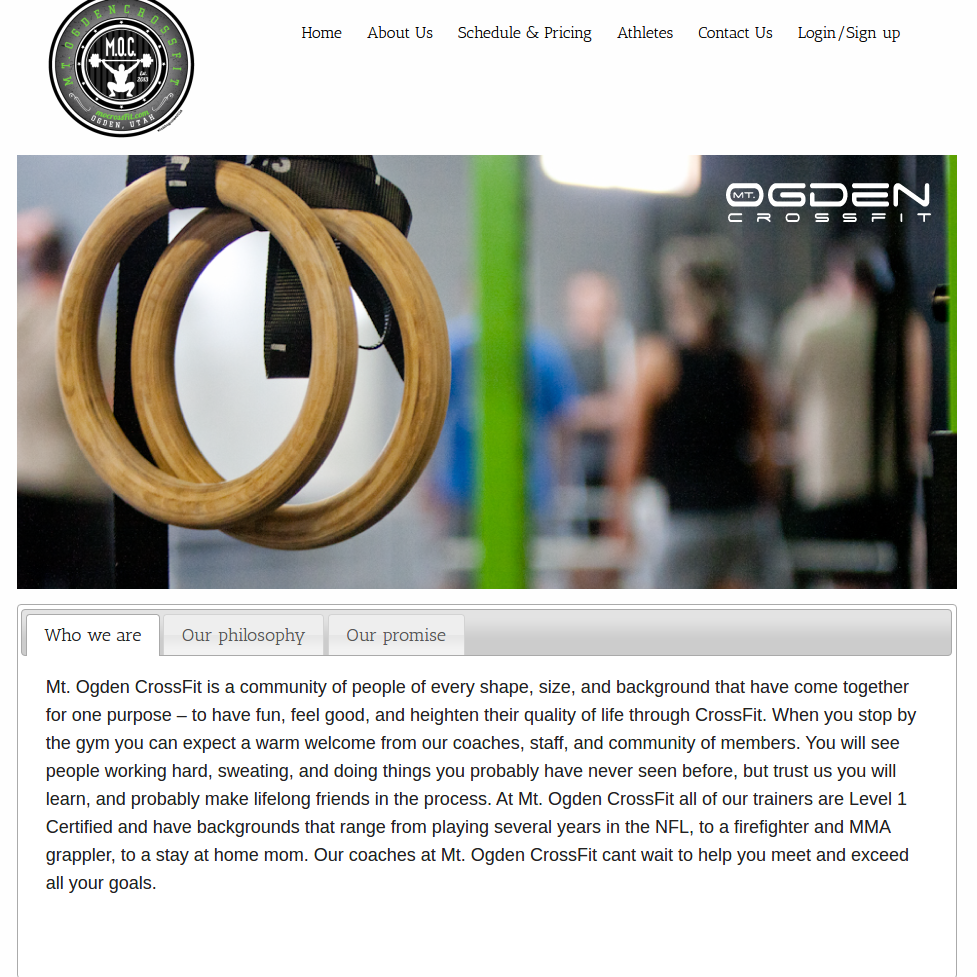 MT. OGDEN CROSSFIT
M.O.C.
Est.
2013
mtocrossfit.com
OGDEN, UTAH
Home
About Us
Schedule & Pricing
Athletes
Contact Us
Login/Sign up
MT. OGDEN
CROSSFIT
Who we are
Our philosophy
Our promise
Mt. Ogden CrossFit is a community of people of every shape, size, and background that have come together
for one purpose – to have fun, feel good, and heighten their quality of life through CrossFit. When you stop by
the gym you can expect a warm welcome from our coaches, staff, and community of members. You will see
people working hard, sweating, and doing things you probably have never seen before, but trust us you will
learn, and probably make lifelong friends in the process. At Mt. Ogden CrossFit all of our trainers are Level 1
Certified and have backgrounds that range from playing several years in the NFL, to a firefighter and MMA
grappler, to a stay at home mom. Our coaches at Mt. Ogden CrossFit cant wait to help you meet and exceed
all your goals.